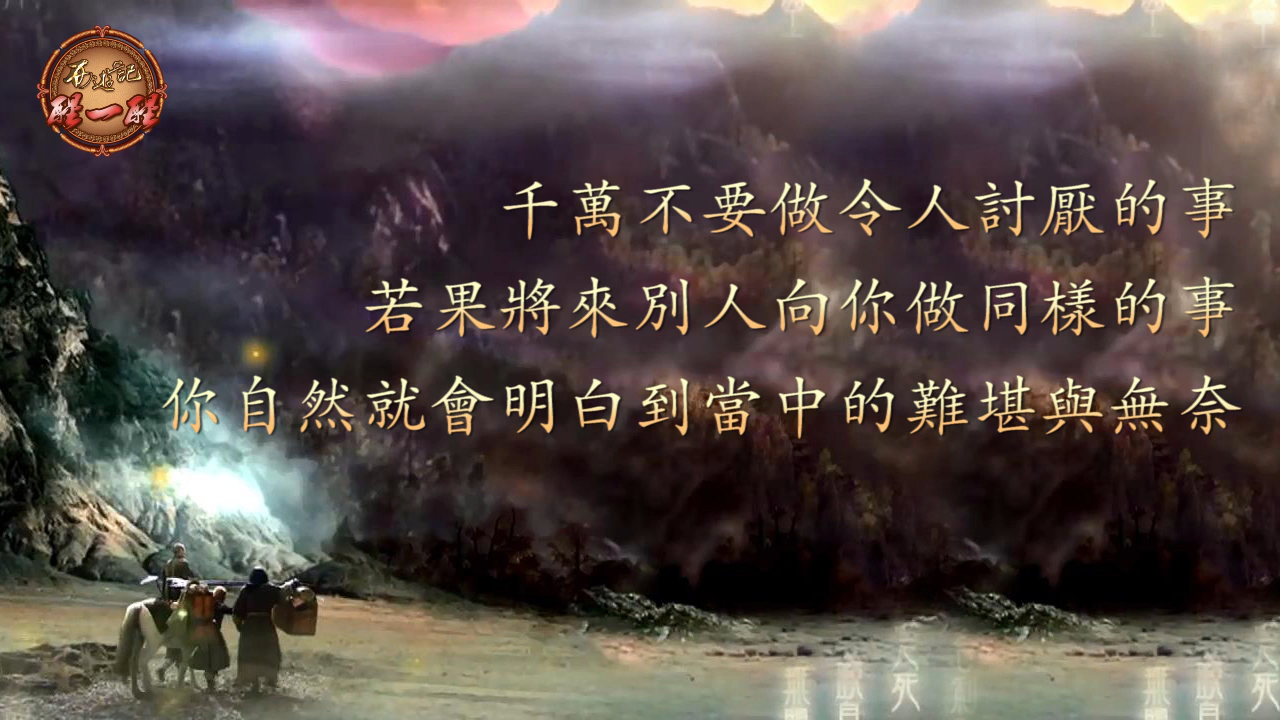 西遊記
醒一醒
千萬不要做令人討厭的事
若果將來別人向你做同樣的事
你自然就會明白到當中的難堪與無奈